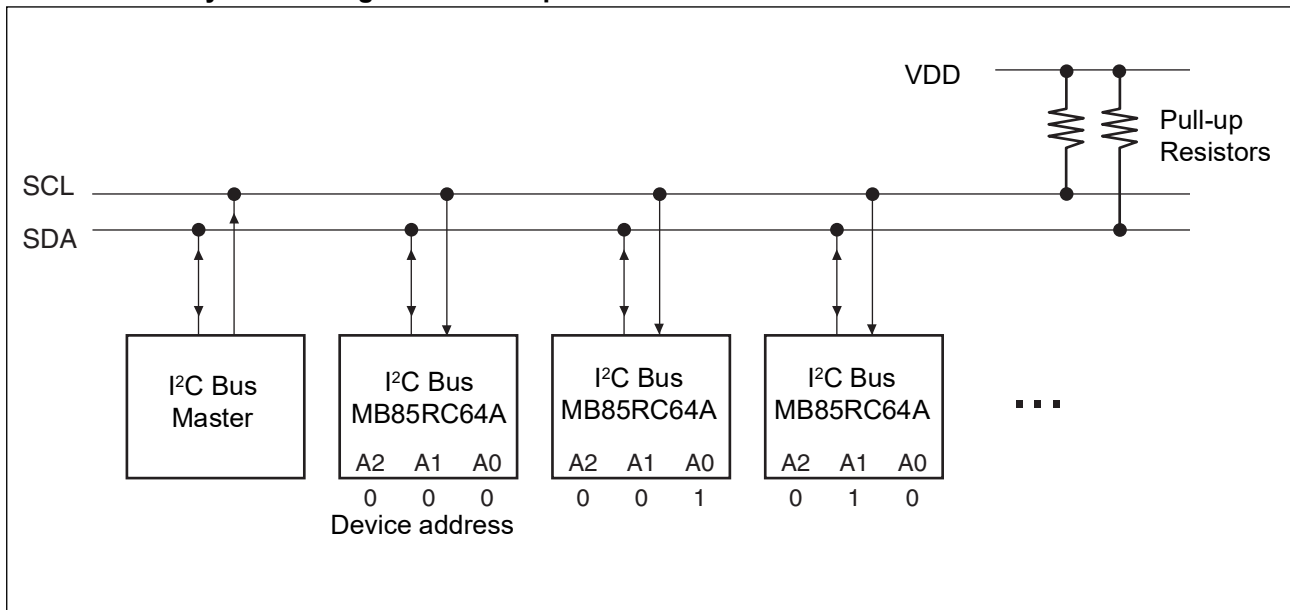 VDD
Pull-up
Resistors
SCL
SDA
I²C Bus
Master
I²C Bus
MB85RC64A
A2 A1 A0
0 0 0
Device address
I²C Bus
MB85RC64A
A2 A1 A0
0 0 1
I²C Bus
MB85RC64A
A2 A1 A0
0 1 0
...